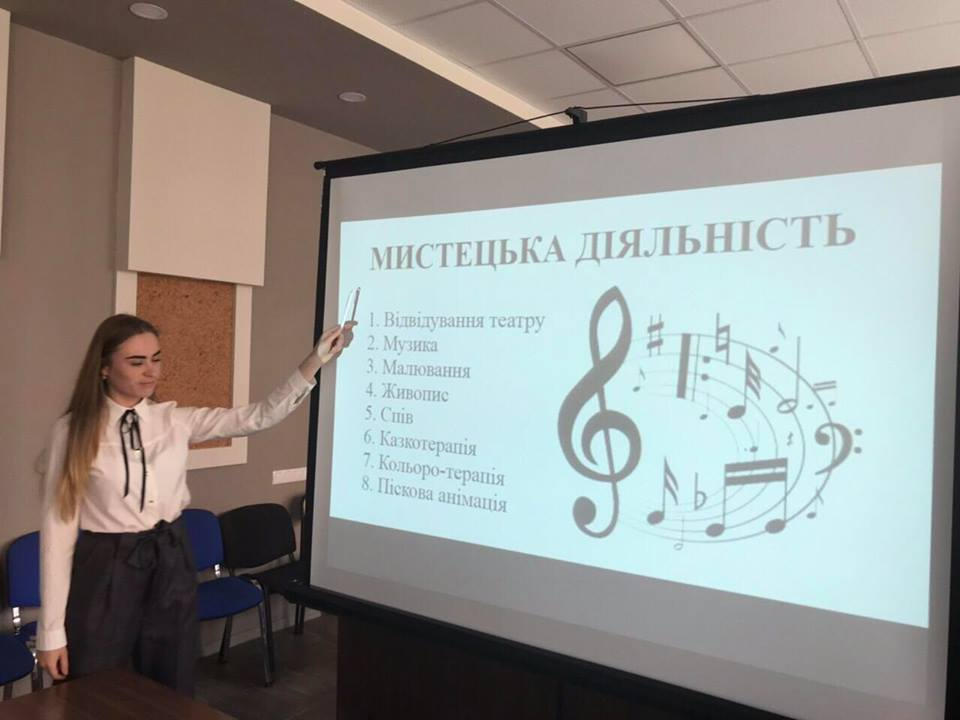 МИСТЕЦЬКА ДІЯЛЬНІСТЬ
1. Відвідування театру
2. Музика
3. Малювання
4. Живопис
5. Спів
6. Казкотерапія
7. Кольоро-терапія
8. Піскова анімація